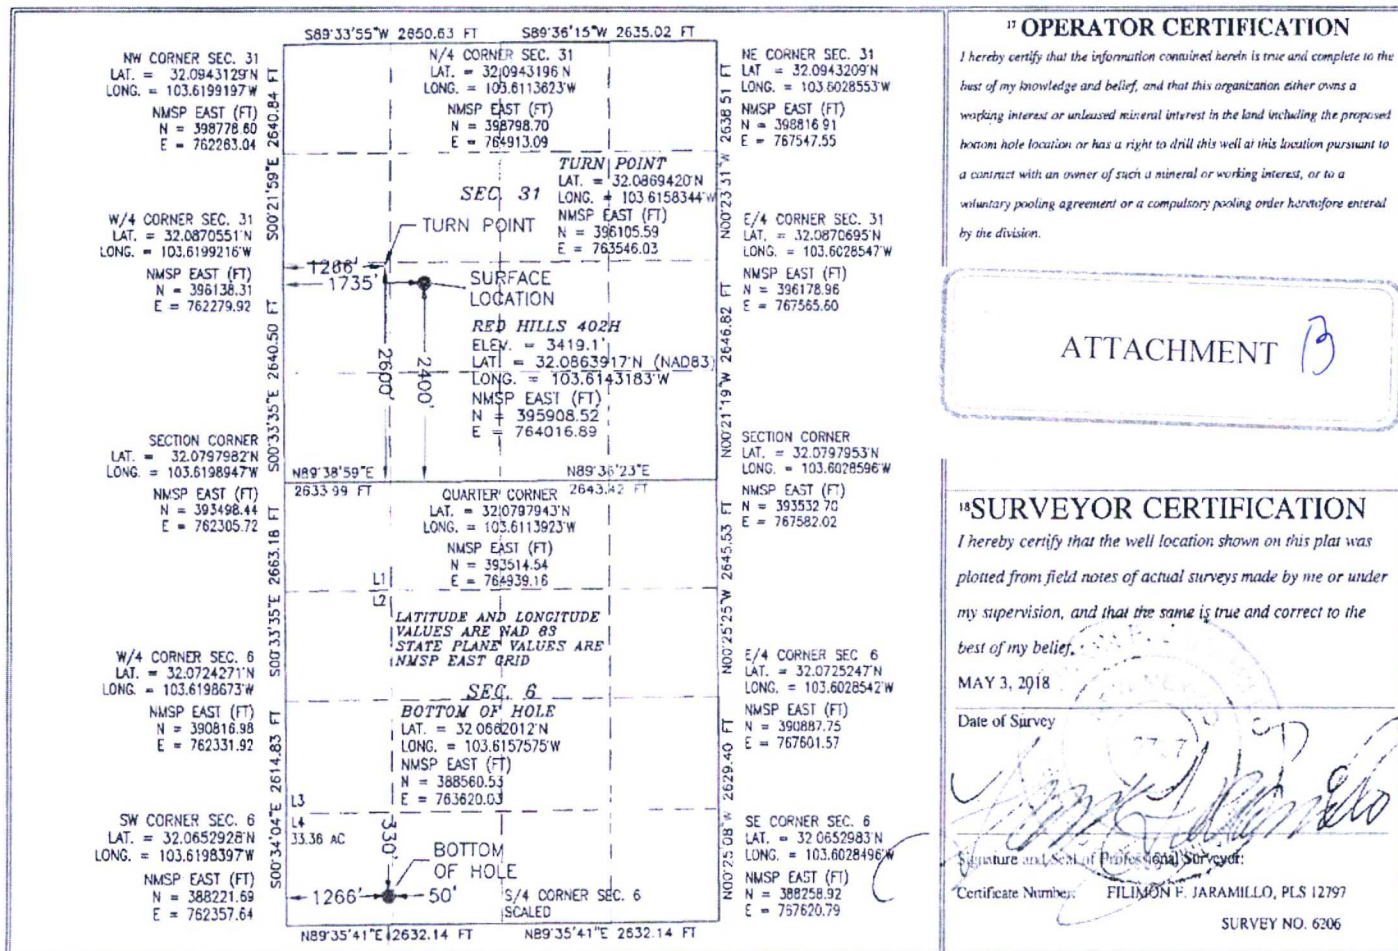 S89°33'55"W 2650.63 FT S89°36'15"W 2635.02 FT
NW CORNER SEC. 31
LAT. = 32.0943129°N
LONG. = 103.6199197°W
NMSP EAST (FT)
N = 398778.60
E = 762263.04
N/4 CORNER SEC. 31
LAT. = 32.0943196 N
LONG. = 103.6113623°W
NMSP EAST (FT)
N = 398798.70
E = 764913.09
NE CORNER SEC. 31
LAT = 32.0943209°N
LONG. = 103.6028553°W
NMSP EAST (FT)
N = 398816 91
E = 767547.55
S00°21'59"E 2640.84 FT
N00°23'31"W 2638 51 FT
TURN POINT
LAT. = 32.0869420°N
LONG. = 103.6158344°W
NMSP EAST (FT)
N = 396105.59
E = 763546.03
SEC. 31
TURN POINT
W/4 CORNER SEC. 31
LAT. = 32.0870551°N
LONG. = 103.6199216°W
NMSP EAST (FT)
N = 396138.31
E = 762279.92
E/4 CORNER SEC. 31
LAT. = 32.0870695°N
LONG. = 103.6028547°W
NMSP EAST (FT)
N = 396178.96
E = 767565.60
1266'
1735'
SURFACE
LOCATION
RED HILLS 402H
ELEV. = 3419.1'
LAT = 32.0863917°N (NAD83)
LONG. = 103.6143183°W
NMSP EAST (FT)
N = 395908.52
E = 764016.89
2600'
2400'
S00°33'35"E 2640.50 FT
N00°21'19"W 2646.82 FT
SECTION CORNER
LAT. = 32.0797982°N
LONG. = 103.6198947°W
NMSP EAST (FT)
N = 393498.44
E = 762305.72
SECTION CORNER
LAT. = 32.0797953°N
LONG. = 103.6028596°W
NMSP EAST (FT)
N = 393532 70
E = 767582.02
N89°38'59"E N89°36'23"E
2633 99 FT 2643.42 FT
QUARTER CORNER
LAT. = 32.0797943°N
LONG. = 103.6113923°W
NMSP EAST (FT)
N = 393514.54
E = 764939.16
S00°33'35"E 2663.18 FT
N00°25'25"W 2645.53 FT
L1
L2
LATITUDE AND LONGITUDE
VALUES ARE NAD 83
STATE PLANE VALUES ARE
NMSP EAST GRID
W/4 CORNER SEC. 6
LAT. = 32.0724271°N
LONG. = 103.6198673°W
NMSP EAST (FT)
N = 390816.98
E = 762331.92
E/4 CORNER SEC 6
LAT. = 32.0725247°N
LONG. = 103.6028542°W
NMSP EAST (FT)
N = 390887.75
E = 767601.57
SEC. 6
BOTTOM OF HOLE
LAT. = 32.0662012°N
LONG. = 103.6157575°W
NMSP EAST (FT)
N = 388560.53
E = 763620.03
S00°34'04"E 2614.83 FT
N00°25'08"W 2629.40 FT
L3
L4
33.36 AC
330'
SW CORNER SEC. 6
LAT. = 32.0652928°N
LONG. = 103.6198397°W
NMSP EAST (FT)
N = 388221.69
E = 762357.64
SE CORNER SEC. 6
LAT. = 32.0652983°N
LONG. = 103.6028496°W
NMSP EAST (FT)
N = 388258.92
E = 767620.79
BOTTOM
OF HOLE
1266' 50'
S/4 CORNER SEC. 6
SCALED
N89°35'41"E 2632.14 FT N89°35'41"E 2632.14 FT
17 OPERATOR CERTIFICATION
I hereby certify that the information contained herein is true and complete to the
best of my knowledge and belief, and that this organization either owns a
working interest or unleased mineral interest in the land including the proposed
bottom hole location or has a right to drill this well at this location pursuant to
a contract with an owner of such a mineral or working interest, or to a
voluntary pooling agreement or a compulsory pooling order heretofore entered
by the division.
ATTACHMENT B
18 SURVEYOR CERTIFICATION
I hereby certify that the well location shown on this plat was
plotted from field notes of actual surveys made by me or under
my supervision, and that the same is true and correct to the
best of my belief.
MAY 3, 2018
Date of Survey
Signature and Seal of Professional Surveyor:
Certificate Number: FILIMON F. JARAMILLO, PLS 12797
SURVEY NO. 6206